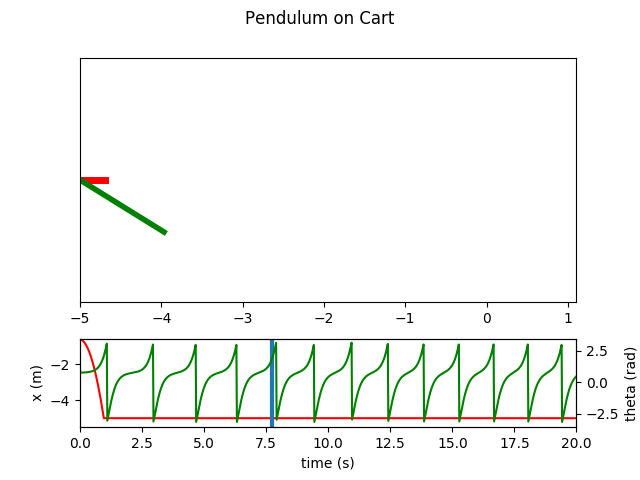 Pendulum on Cart
−5 −4 −3 −2 −1 0 1
−2
−4
x (m)
2.5
0.0
−2.5
theta (rad)
0.0 2.5 5.0 7.5 10.0 12.5 15.0 17.5 20.0
time (s)